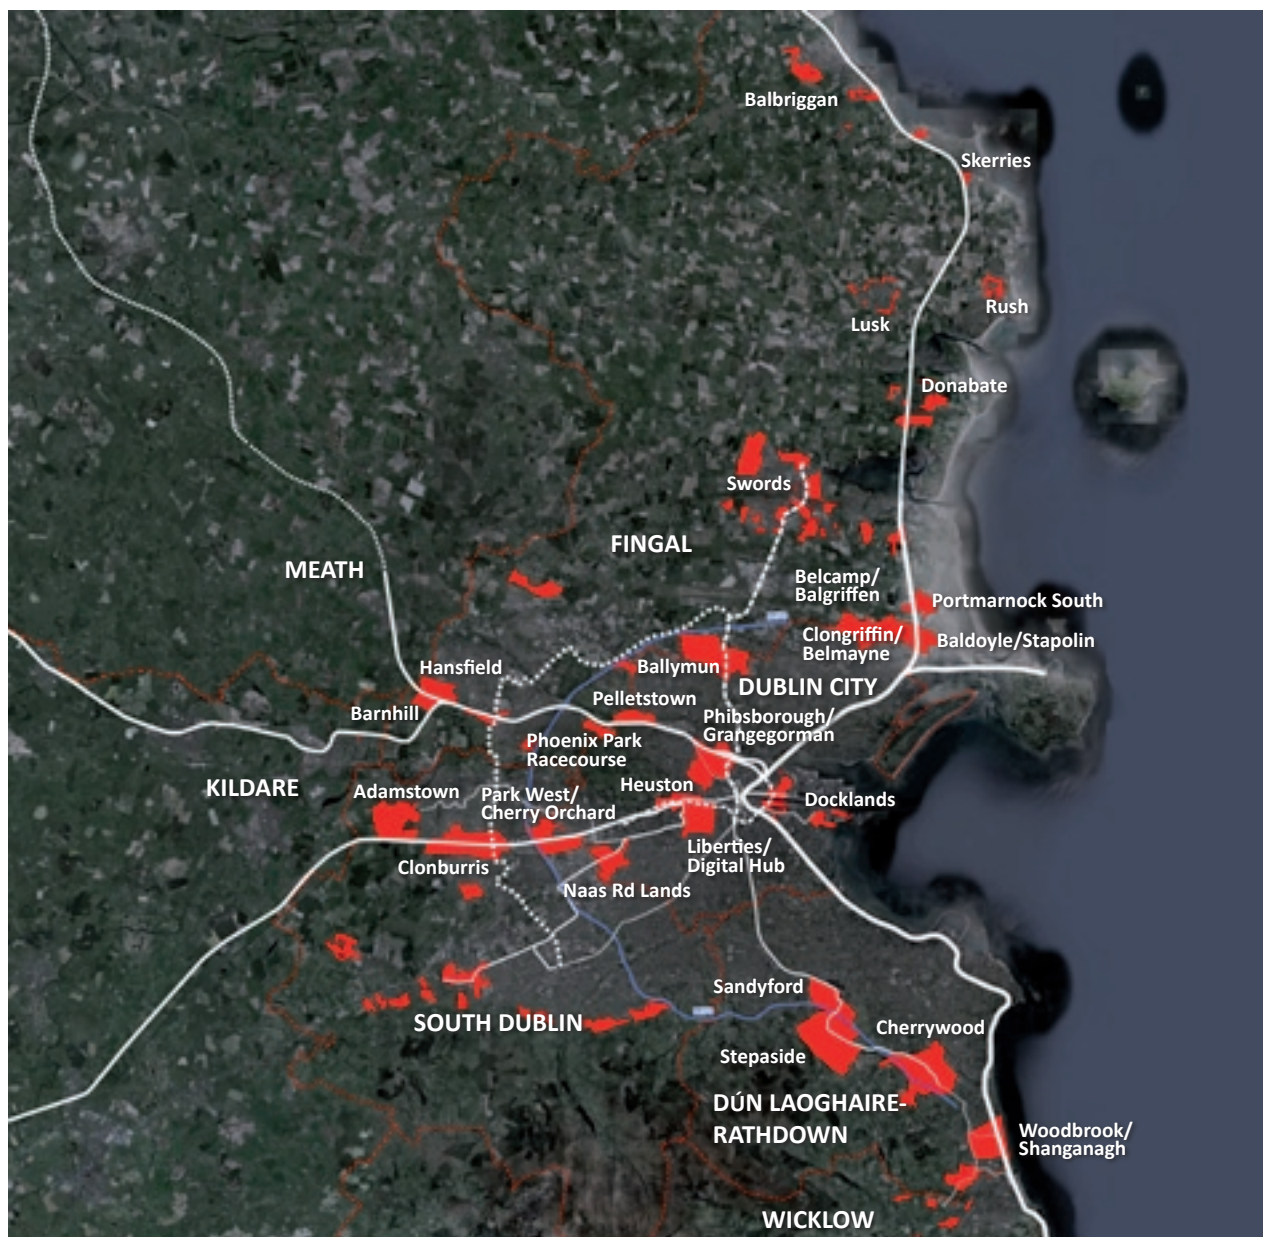 Balbriggan
Skerries
Rush
Lusk
Donabate
Swords
FINGAL
MEATH
Belcamp/
Balgriffen
Portmarnock South
Clongriffin/
Belmayne
Baldoyle/Stapolin
Hansfield
Ballymun
DUBLIN CITY
Pelletstown
Barnhill
Phibsborough/
Grangegorman
Phoenix Park
Racecourse
KILDARE
Adamstown
Park West/
Cherry Orchard
Heuston
Docklands
Clonburris
Liberties/
Digital Hub
Naas Rd Lands
Sandyford
SOUTH DUBLIN
Cherrywood
Stepaside
DÚN LAOGHAIRE-
RATHDOWN
Woodbrook/
Shanganagh
WICKLOW